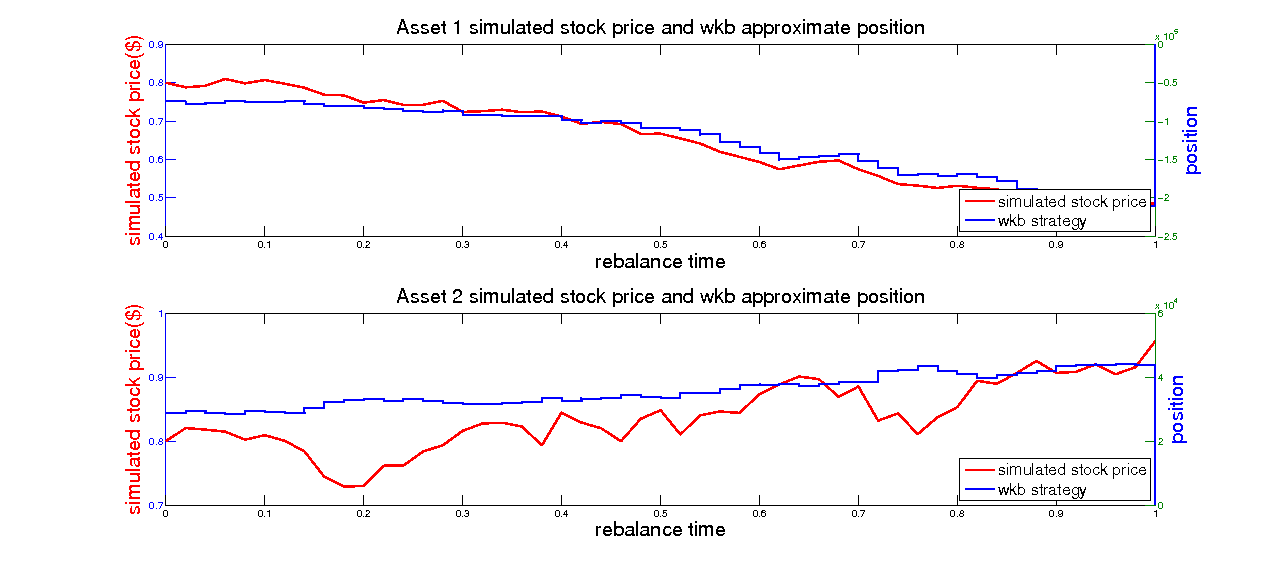 Asset 1 simulated stock price and wkb approximate position
x 10^5
0.9
0.8
0.7
0.6
0.5
0.4
simulated stock price($)
0
-0.5
-1
-1.5
-2
-2.5
position
simulated stock price
wkb strategy
0 0.1 0.2 0.3 0.4 0.5 0.6 0.7 0.8 0.9 1
rebalance time
Asset 2 simulated stock price and wkb approximate position
x 10^4
1
0.9
0.8
0.7
simulated stock price($)
6
4
2
0
position
simulated stock price
wkb strategy
0 0.1 0.2 0.3 0.4 0.5 0.6 0.7 0.8 0.9 1
rebalance time